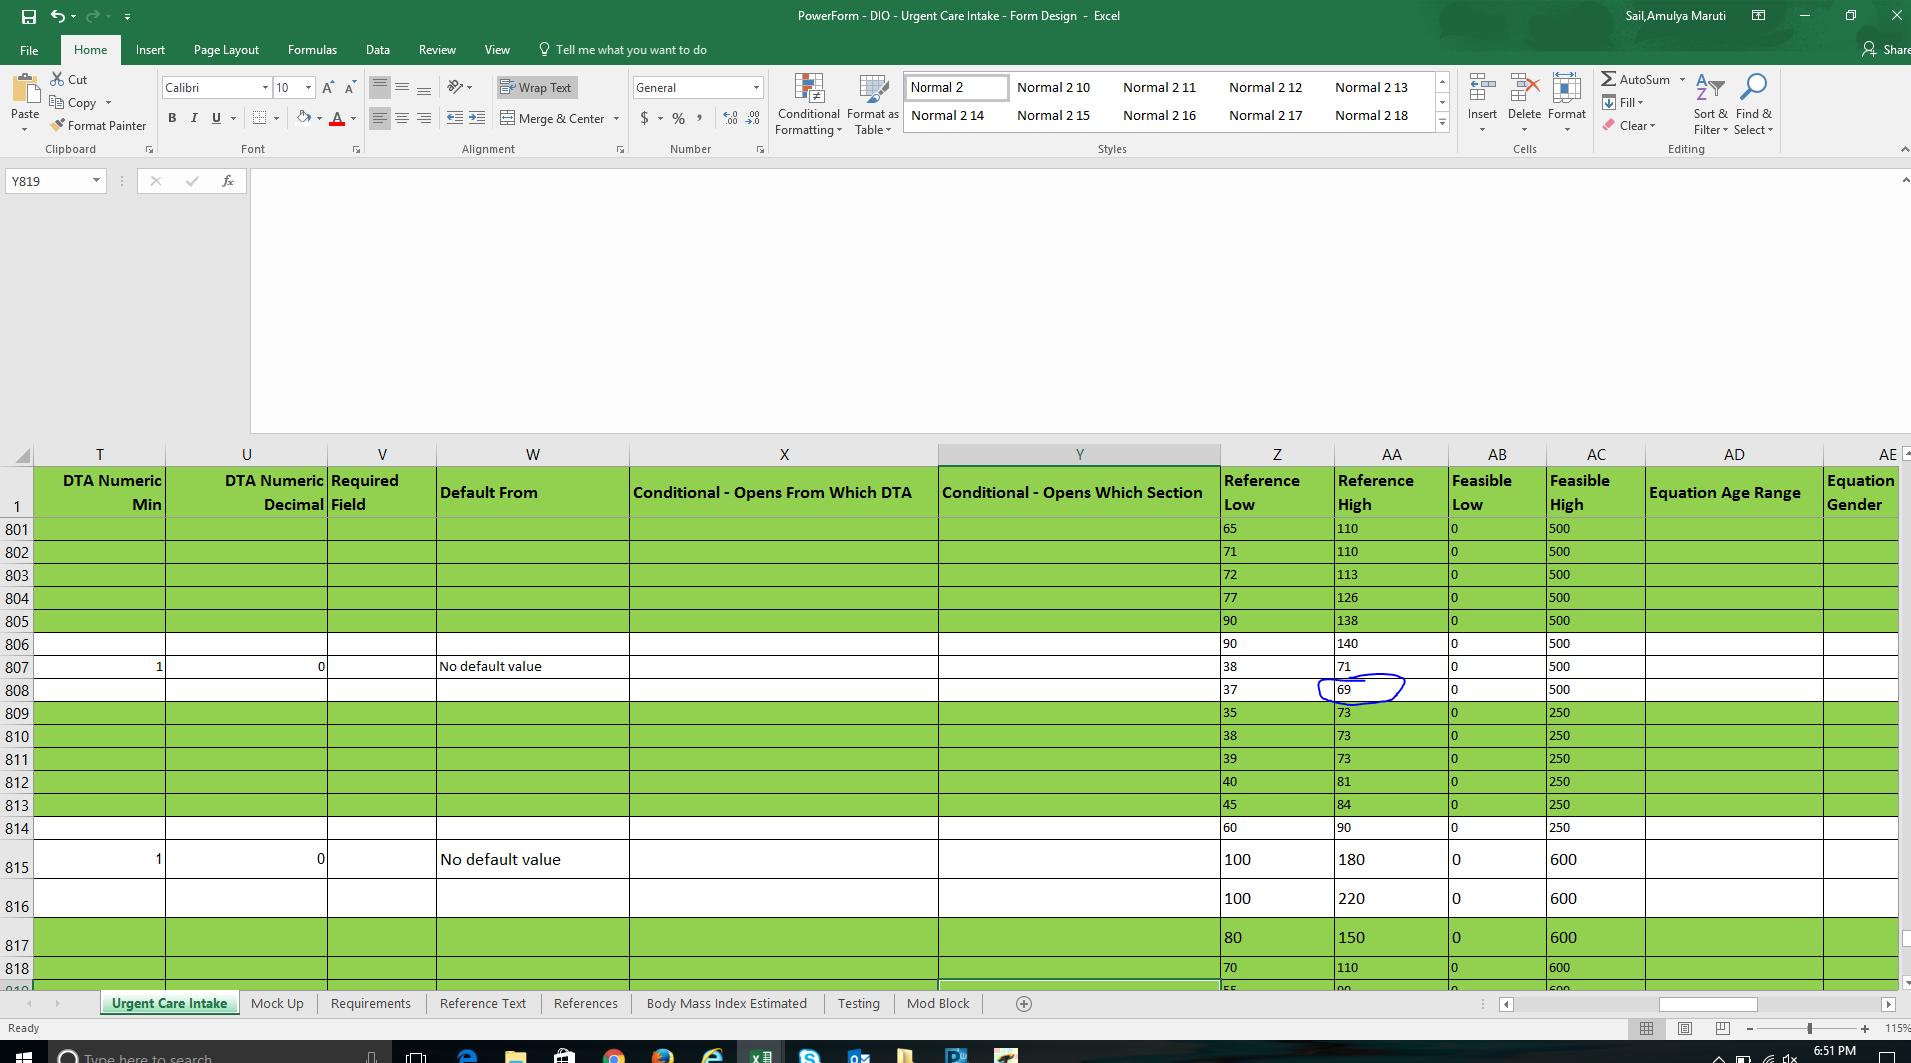 PowerForm - DIO - Urgent Care Intake - Form Design - Excel
Sail,Amulya Maruti
File Home Insert Page Layout Formulas Data Review View Tell me what you want to do Share
Cut
Copy
Format Painter
Paste
Clipboard
Calibri 10
B I U
Font
Wrap Text
Merge & Center
Alignment
General
$ % ,
Number
Conditional Formatting
Format as Table
Normal 2 Normal 2 10 Normal 2 11 Normal 2 12 Normal 2 13
Normal 2 14 Normal 2 15 Normal 2 16 Normal 2 17 Normal 2 18
Styles
Insert Delete Format
Cells
AutoSum
Fill
Clear
Sort & Filter
Find & Select
Editing
Y819 fx
T U V W X Y Z AA AB AC AD AE
1 DTA Numeric Min DTA Numeric Decimal Required Field Default From Conditional - Opens From Which DTA Conditional - Opens Which Section Reference Low Reference High Feasible Low Feasible High Equation Age Range Equation Gender
801 65 110 0 500
802 71 110 0 500
803 72 113 0 500
804 77 126 0 500
805 90 138 0 500
806 90 140 0 500
807 1 0 No default value 38 71 0 500
808 37 69 0 500
809 35 73 0 250
810 38 73 0 250
811 39 73 0 250
812 40 81 0 250
813 45 84 0 250
814 60 90 0 250
815 1 0 No default value 100 180 0 600
816 100 220 0 600
817 80 150 0 600
818 70 110 0 600
Urgent Care Intake Mock Up Requirements Reference Text References Body Mass Index Estimated Testing Mod Block
Ready 115%
Type here to search
6:51 PM